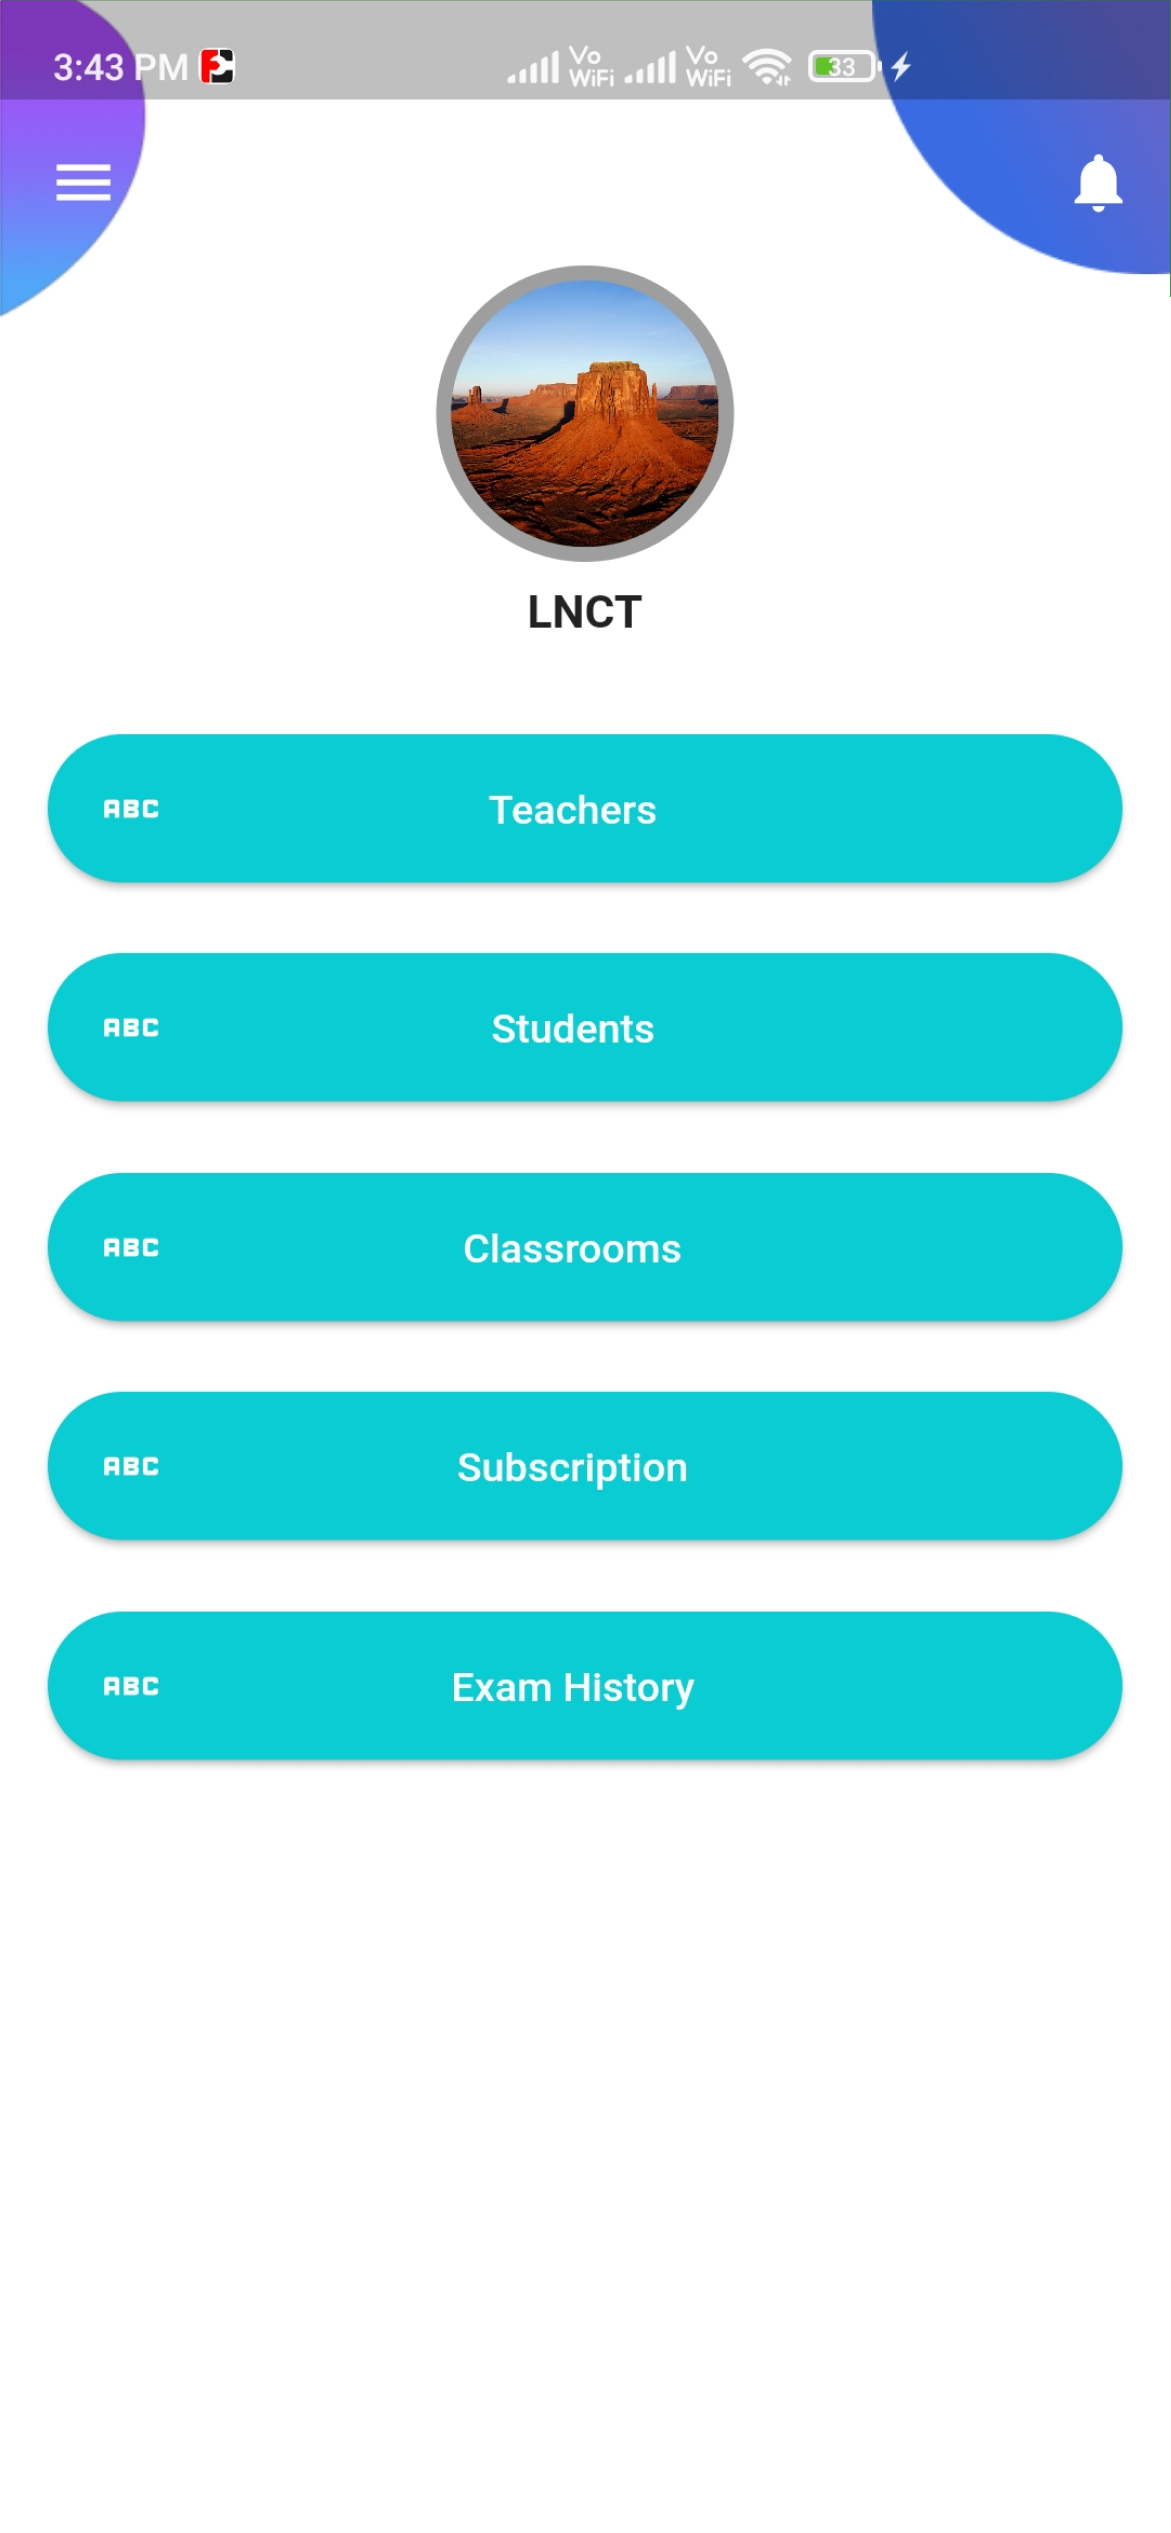 3:43 PM Vo WiFi Vo WiFi 33
LNCT
ABC Teachers
ABC Students
ABC Classrooms
ABC Subscription
ABC Exam History